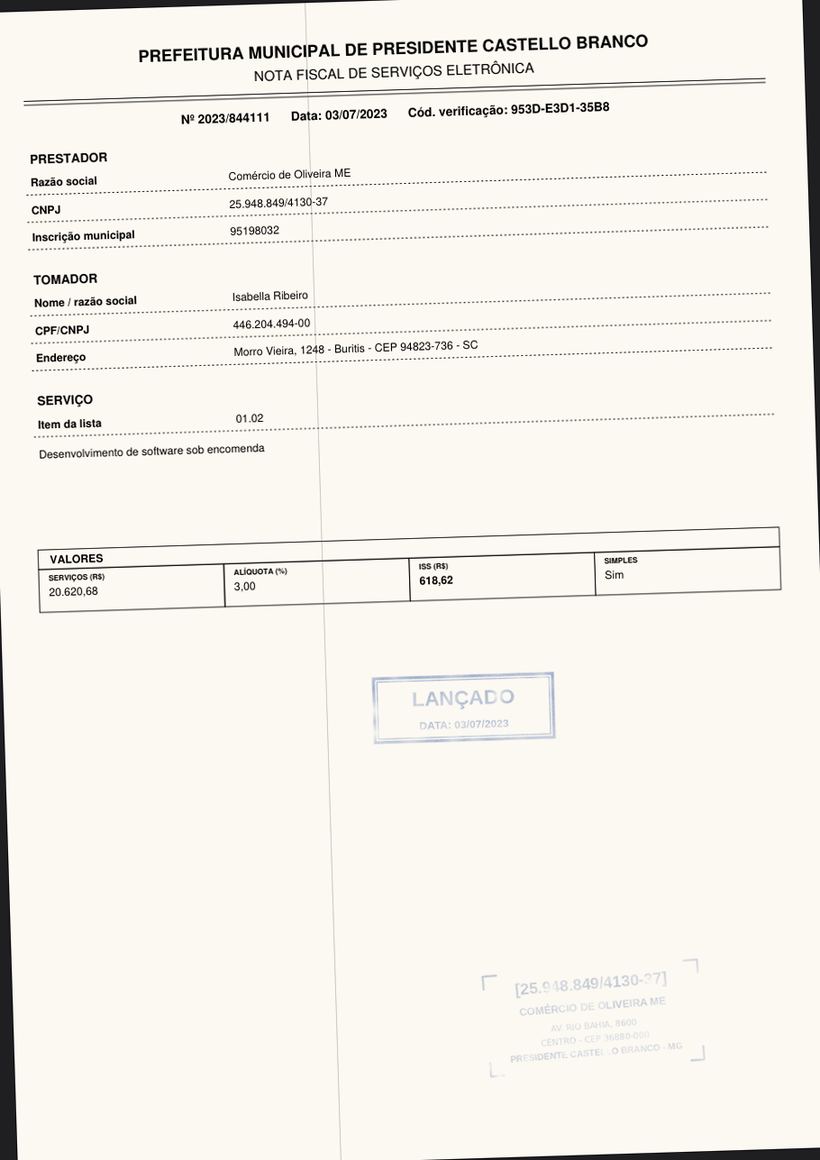 PREFEITURA MUNICIPAL DE PRESIDENTE CASTELLO BRANCO
NOTA FISCAL DE SERVIÇOS ELETRÔNICA
Nº 2023/844111 Data: 03/07/2023 Cód. verificação: 953D-E3D1-35B8
PRESTADOR
Razão social Comércio de Oliveira ME
CNPJ 25.948.849/4130-37
Inscrição municipal 95198032
TOMADOR
Nome / razão social Isabella Ribeiro
CPF/CNPJ 446.204.494-00
Endereço Morro Vieira, 1248 - Buritis - CEP 94823-736 - SC
SERVIÇO
Item da lista 01.02
Desenvolvimento de software sob encomenda
VALORES
SERVIÇOS (R$) ALÍQUOTA (%) ISS (R$) SIMPLES
20.620,68 3,00 618,62 Sim
LANÇADO
DATA: 03/07/2023
[25.948.849/4130-37]
COMÉRCIO DE OLIVEIRA ME
AV. RIO BAHIA, 8600
CENTRO - CEP 36880-000
PRESIDENTE CASTELLO BRANCO - MG